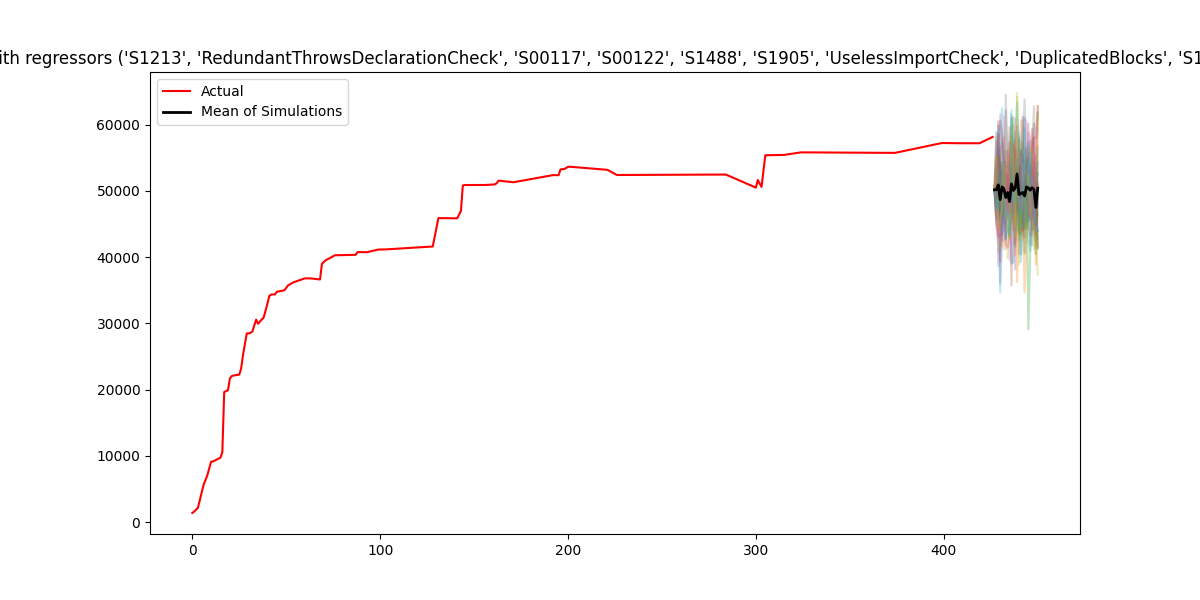 ith regressors ('S1213', 'RedundantThrowsDeclarationCheck', 'S00117', 'S00122', 'S1488', 'S1905', 'UselessImportCheck', 'DuplicatedBlocks', 'S1
Actual
Mean of Simulations
60000
50000
40000
30000
20000
10000
0
0 100 200 300 400